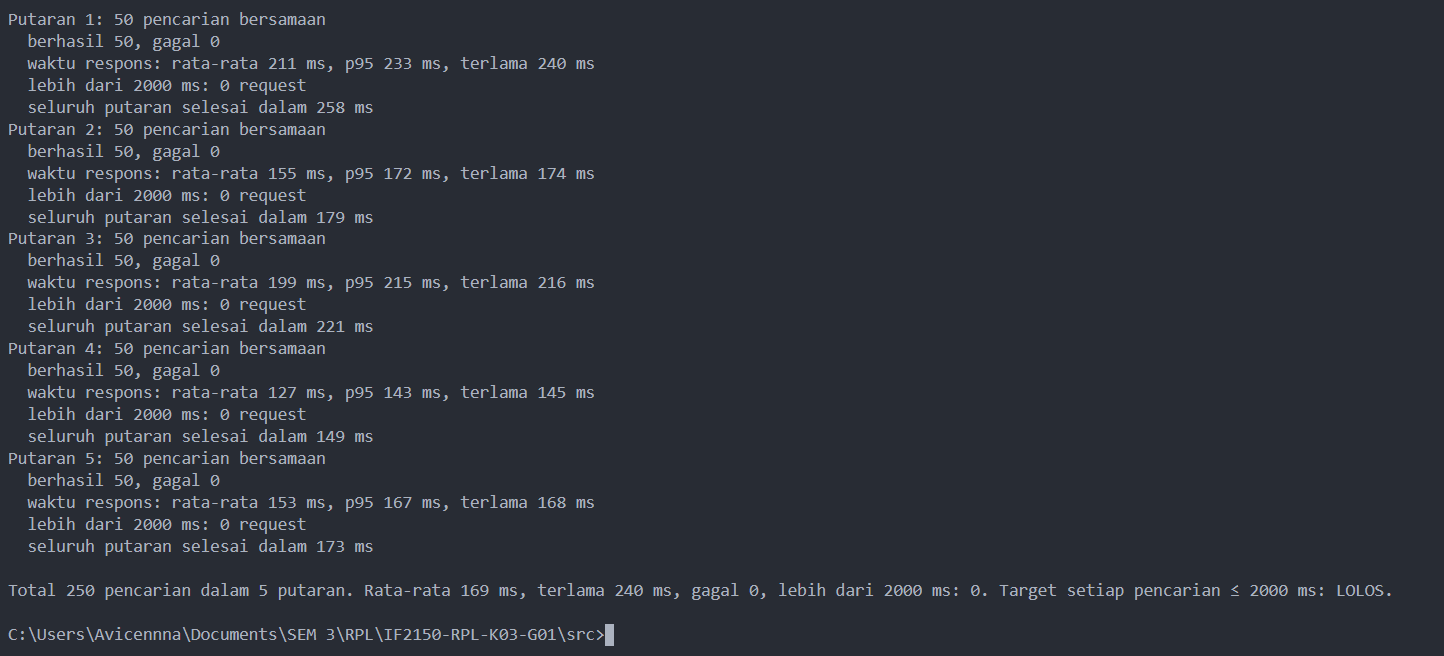 Putaran 1: 50 pencarian bersamaan
  berhasil 50, gagal 0
  waktu respons: rata-rata 211 ms, p95 233 ms, terlama 240 ms
  lebih dari 2000 ms: 0 request
  seluruh putaran selesai dalam 258 ms
Putaran 2: 50 pencarian bersamaan
  berhasil 50, gagal 0
  waktu respons: rata-rata 155 ms, p95 172 ms, terlama 174 ms
  lebih dari 2000 ms: 0 request
  seluruh putaran selesai dalam 179 ms
Putaran 3: 50 pencarian bersamaan
  berhasil 50, gagal 0
  waktu respons: rata-rata 199 ms, p95 215 ms, terlama 216 ms
  lebih dari 2000 ms: 0 request
  seluruh putaran selesai dalam 221 ms
Putaran 4: 50 pencarian bersamaan
  berhasil 50, gagal 0
  waktu respons: rata-rata 127 ms, p95 143 ms, terlama 145 ms
  lebih dari 2000 ms: 0 request
  seluruh putaran selesai dalam 149 ms
Putaran 5: 50 pencarian bersamaan
  berhasil 50, gagal 0
  waktu respons: rata-rata 153 ms, p95 167 ms, terlama 168 ms
  lebih dari 2000 ms: 0 request
  seluruh putaran selesai dalam 173 ms

Total 250 pencarian dalam 5 putaran. Rata-rata 169 ms, terlama 240 ms, gagal 0, lebih dari 2000 ms: 0. Target setiap pencarian ≤ 2000 ms: LOLOS.

C:\Users\Avicennna\Documents\SEM 3\RPL\IF2150-RPL-K03-G01\src>